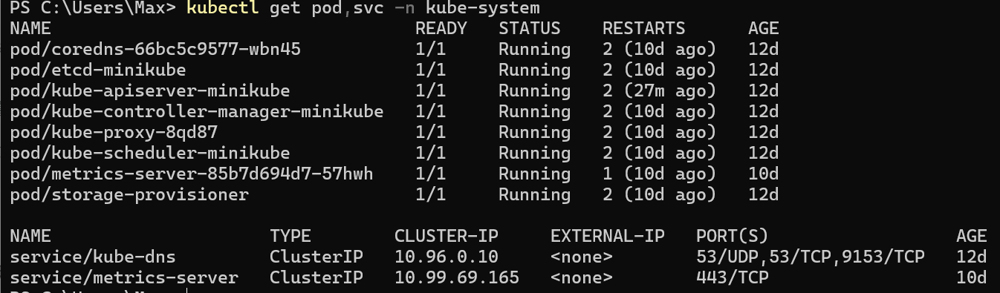 PS C:\Users\Max> kubectl get pod,svc -n kube-system
NAME READY STATUS RESTARTS AGE
pod/coredns-66bc5c9577-wbn45 1/1 Running 2 (10d ago) 12d
pod/etcd-minikube 1/1 Running 2 (10d ago) 12d
pod/kube-apiserver-minikube 1/1 Running 2 (27m ago) 12d
pod/kube-controller-manager-minikube 1/1 Running 2 (10d ago) 12d
pod/kube-proxy-8qd87 1/1 Running 2 (10d ago) 12d
pod/kube-scheduler-minikube 1/1 Running 2 (10d ago) 12d
pod/metrics-server-85b7d694d7-57hwh 1/1 Running 1 (10d ago) 10d
pod/storage-provisioner 1/1 Running 2 (10d ago) 12d
NAME TYPE CLUSTER-IP EXTERNAL-IP PORT(S) AGE
service/kube-dns ClusterIP 10.96.0.10 <none> 53/UDP,53/TCP,9153/TCP 12d
service/metrics-server ClusterIP 10.99.69.165 <none> 443/TCP 10d